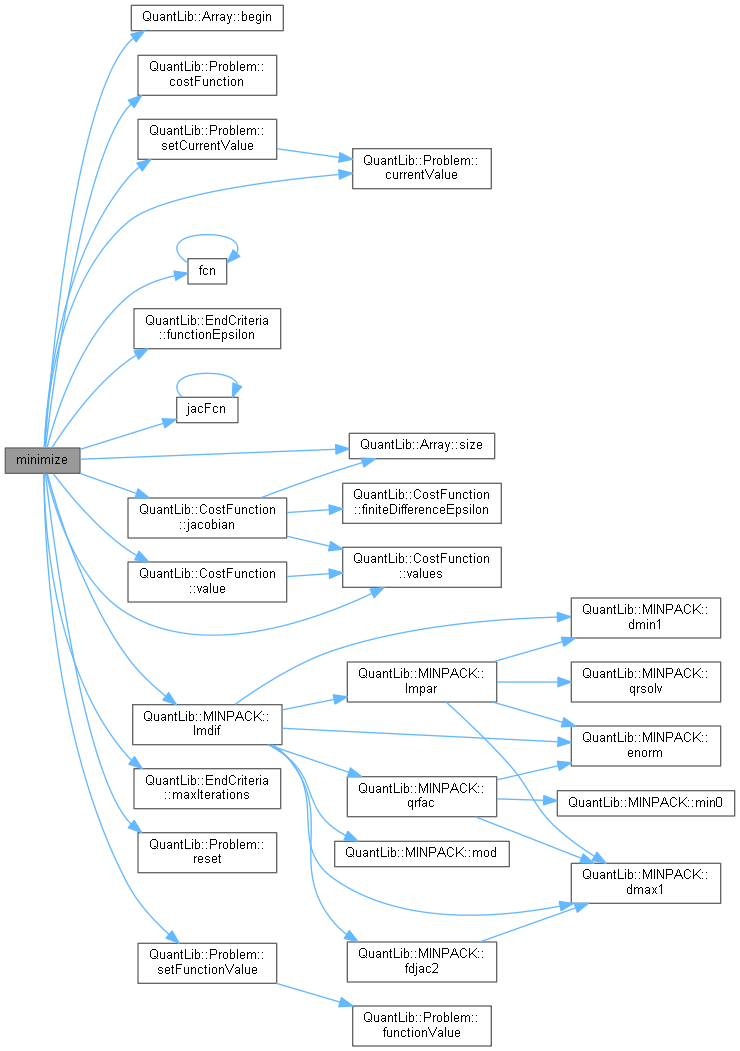 QuantLib::Array::begin
QuantLib::Problem::
costFunction
QuantLib::Problem::
setCurrentValue
QuantLib::Problem::
currentValue
fcn
QuantLib::EndCriteria
::functionEpsilon
jacFcn
minimize
QuantLib::Array::size
QuantLib::CostFunction
::jacobian
QuantLib::CostFunction
::finiteDifferenceEpsilon
QuantLib::CostFunction
::value
QuantLib::CostFunction
::values
QuantLib::MINPACK::
dmin1
QuantLib::MINPACK::
lmpar
QuantLib::MINPACK::
qrsolv
QuantLib::MINPACK::
lmdif
QuantLib::MINPACK::
enorm
QuantLib::EndCriteria
::maxIterations
QuantLib::MINPACK::
qrfac
QuantLib::MINPACK::min0
QuantLib::Problem::
reset
QuantLib::MINPACK::mod
QuantLib::MINPACK::
dmax1
QuantLib::Problem::
setFunctionValue
QuantLib::MINPACK::
fdjac2
QuantLib::Problem::
functionValue